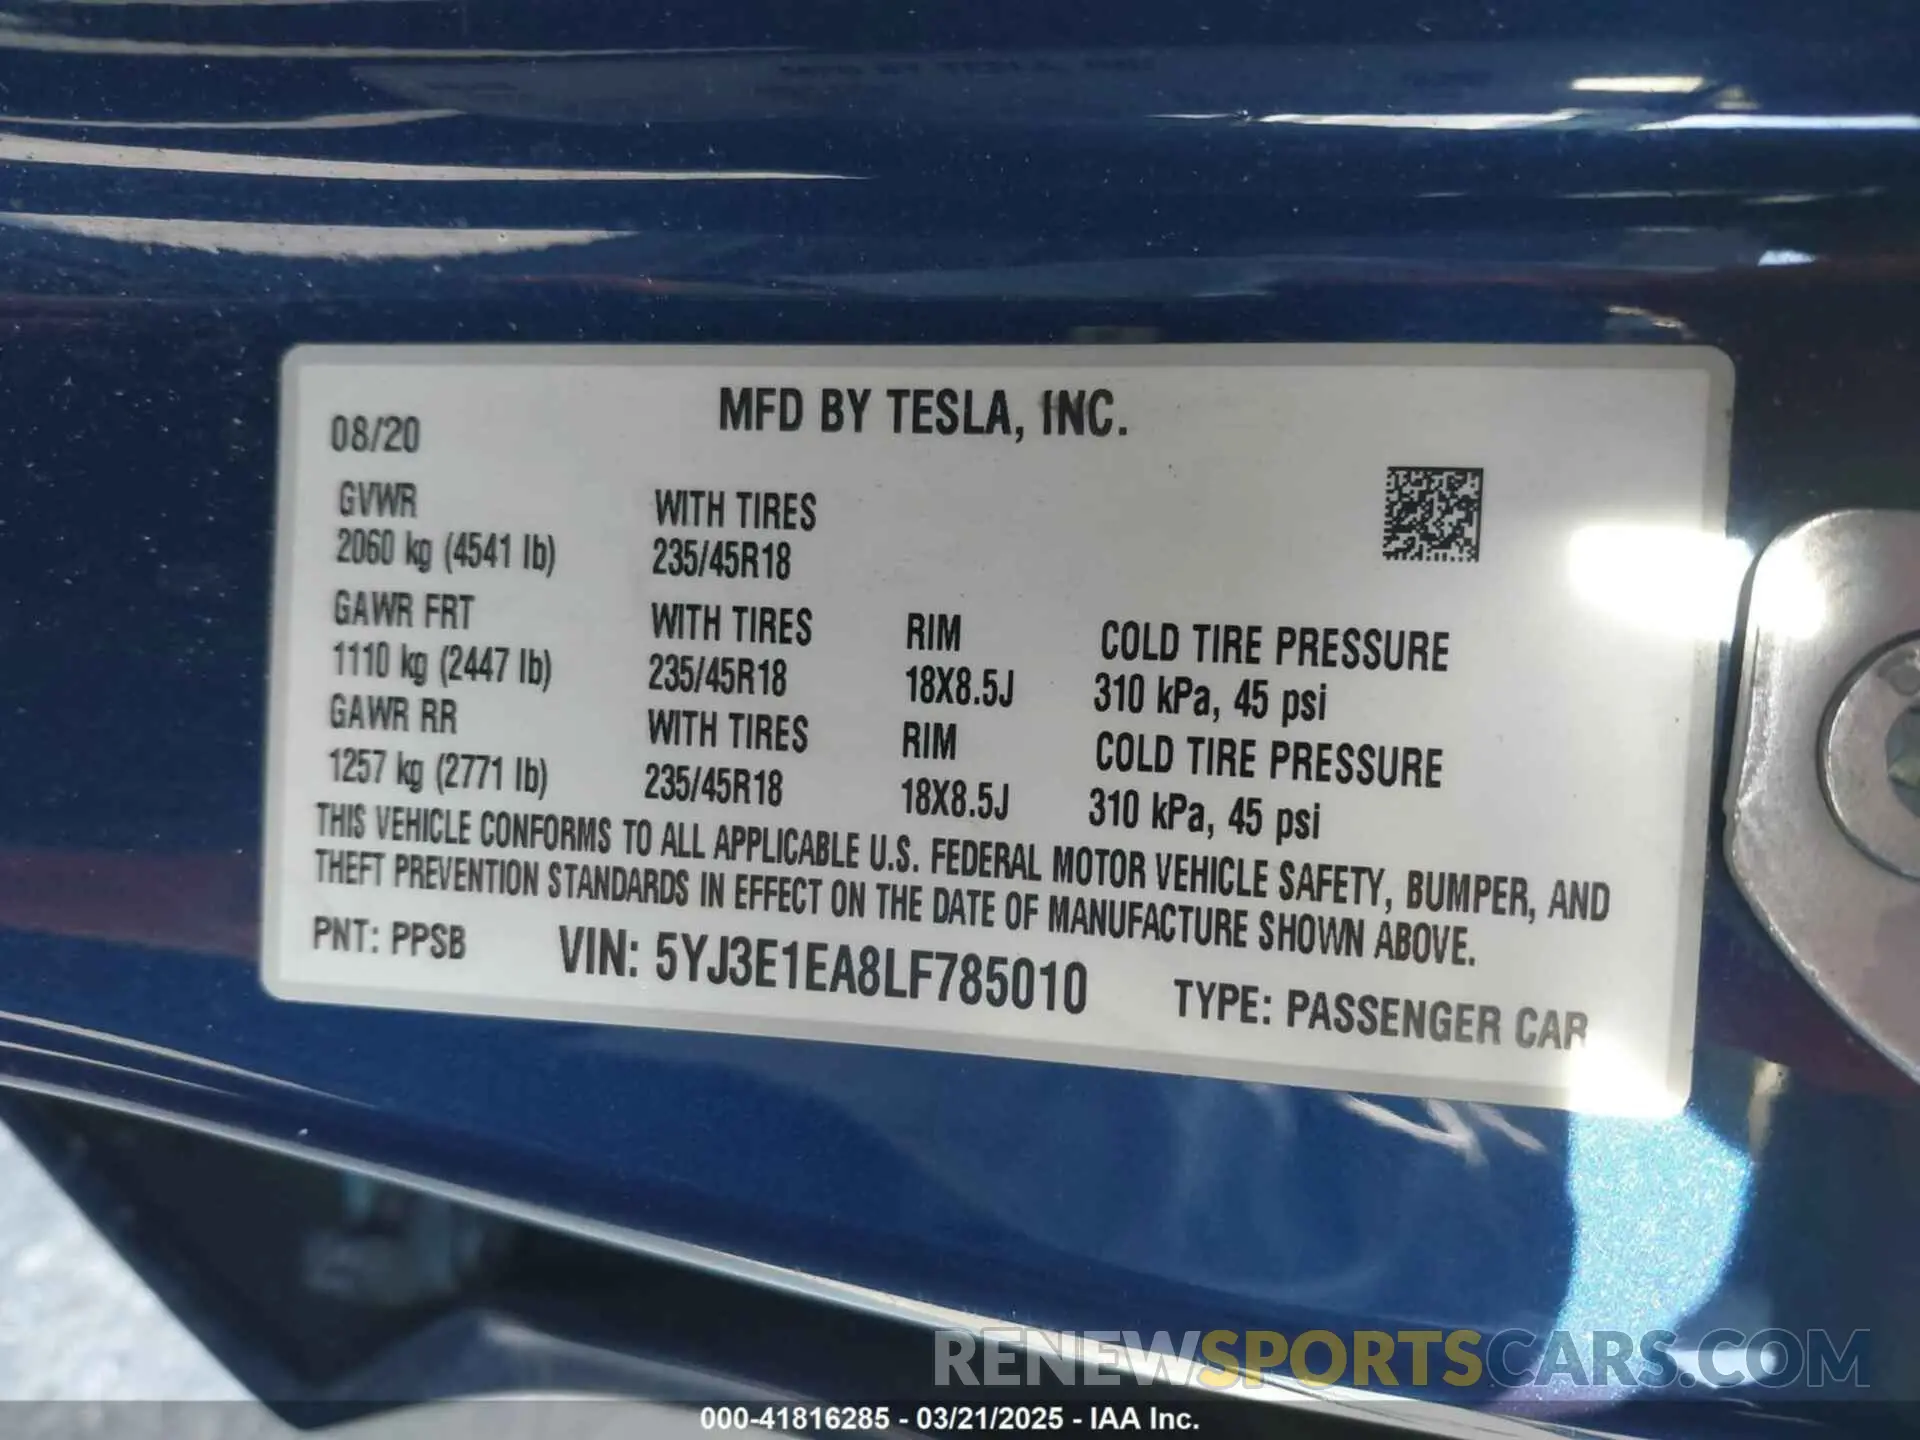 MFD BY TESLA, INC.
08/20
GVWR WITH TIRES
2060 kg (4541 lb) 235/45R18
GAWR FRT WITH TIRES RIM COLD TIRE PRESSURE
1110 kg (2447 lb) 235/45R18 18X8.5J 310 kPa, 45 psi
GAWR RR WITH TIRES RIM COLD TIRE PRESSURE
1257 kg (2771 lb) 235/45R18 18X8.5J 310 kPa, 45 psi
THIS VEHICLE CONFORMS TO ALL APPLICABLE U.S. FEDERAL MOTOR VEHICLE SAFETY, BUMPER, AND
THEFT PREVENTION STANDARDS IN EFFECT ON THE DATE OF MANUFACTURE SHOWN ABOVE.
PNT: PPSB VIN: 5YJ3E1EA8LF785010 TYPE: PASSENGER CAR
RENEWSPORTSCARS.COM
000-41816285 - 03/21/2025 - IAA Inc.